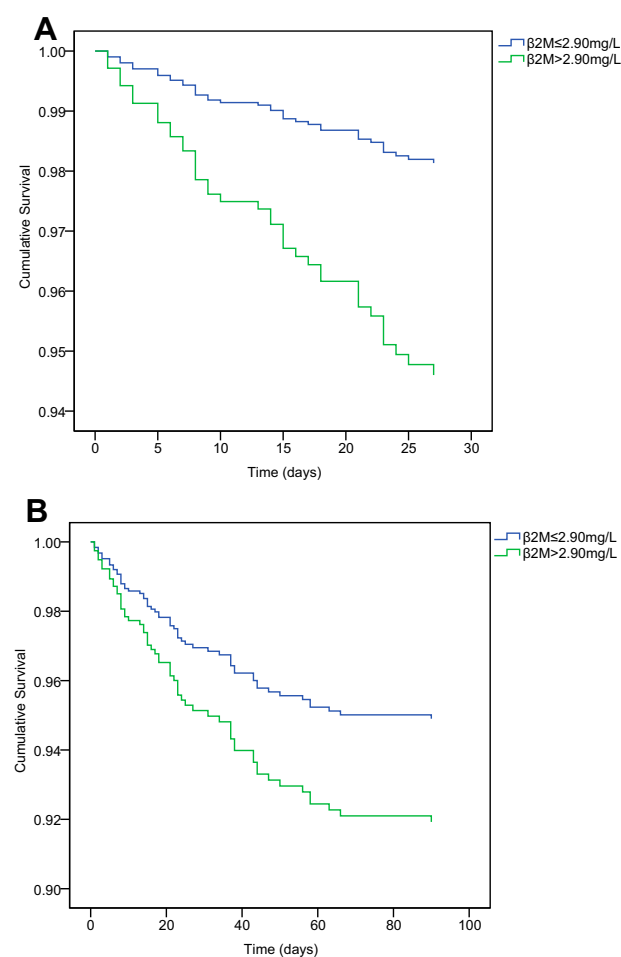 A
β2M≤2.90mg/L
β2M>2.90mg/L
1.00
0.99
0.98
0.97
0.96
0.95
0.94
Cumulative Survival
0 5 10 15 20 25 30
Time (days)
B
β2M≤2.90mg/L
β2M>2.90mg/L
1.00
0.98
0.96
0.94
0.92
0.90
Cumulative Survival
0 20 40 60 80 100
Time (days)